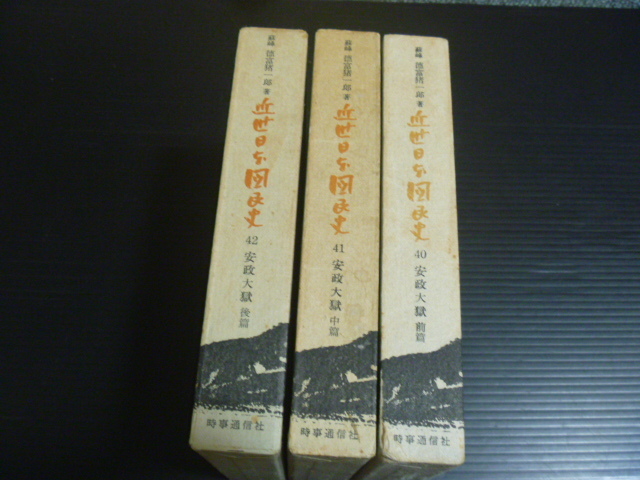 蘇峰 徳富猪一郎 著
近世日本國民史
42 安政大獄 後篇
時事通信社
蘇峰 徳富猪一郎 著
近世日本國民史
41 安政大獄 中篇
時事通信社
蘇峰 徳富猪一郎 著
近世日本國民史
40 安政大獄 前篇
時事通信社